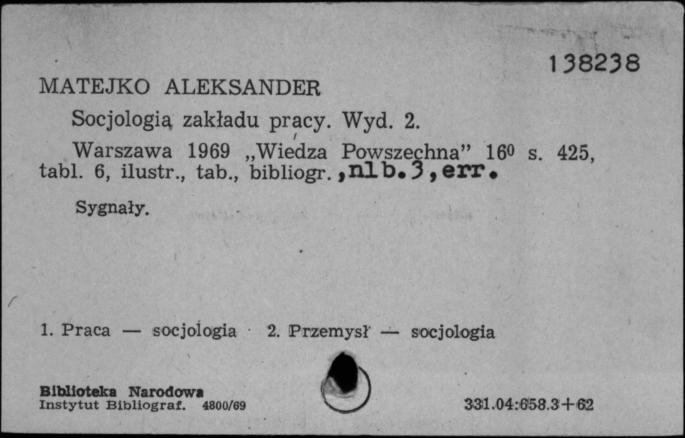 138238
MATEJKO ALEKSANDER
Socjologia zakładu pracy. Wyd. 2.
Warszawa 1969 „Wiedza Powszechna” 16⁰ s. 425,
tabl. 6, ilustr., tab., bibliogr.,nlb.3,err.
Sygnały.
1. Praca — socjologia 2. Przemysł — socjologia
Biblioteka Narodowa
Instytut Bibliograf. 4800/69 331.04:658.3+62